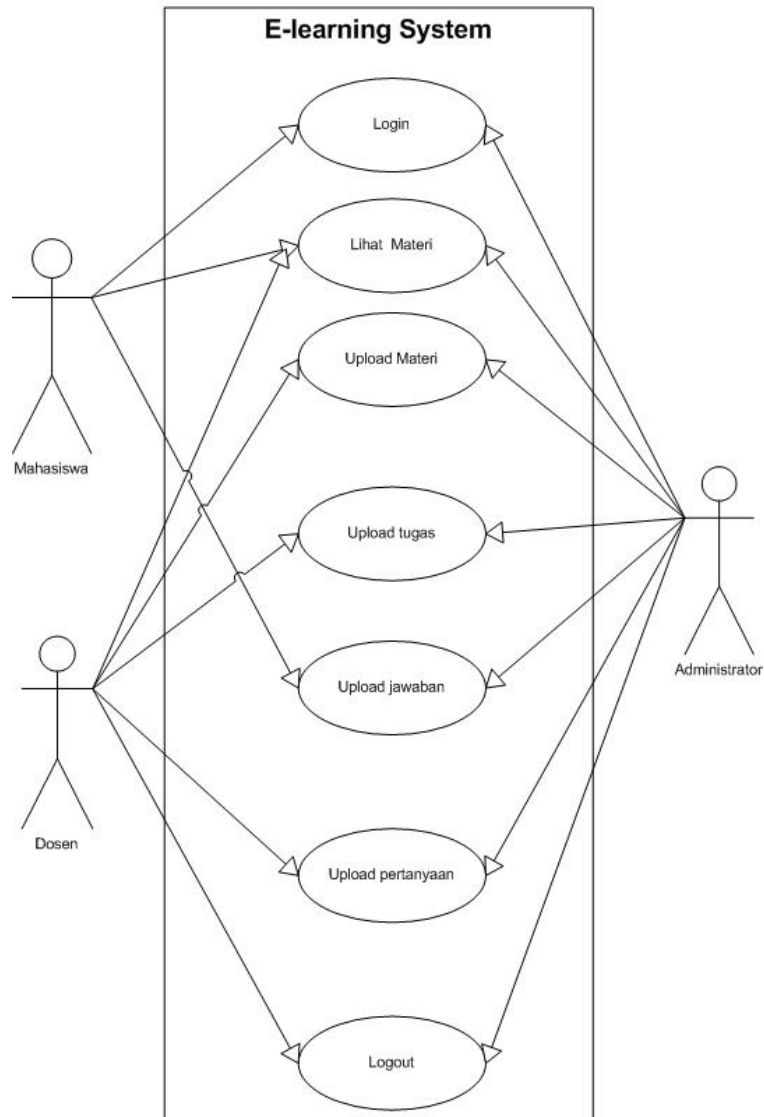 E-learning System
Login
Lihat Materi
Upload Materi
Mahasiswa
Upload tugas
Administrator
Upload jawaban
Dosen
Upload pertanyaan
Logout